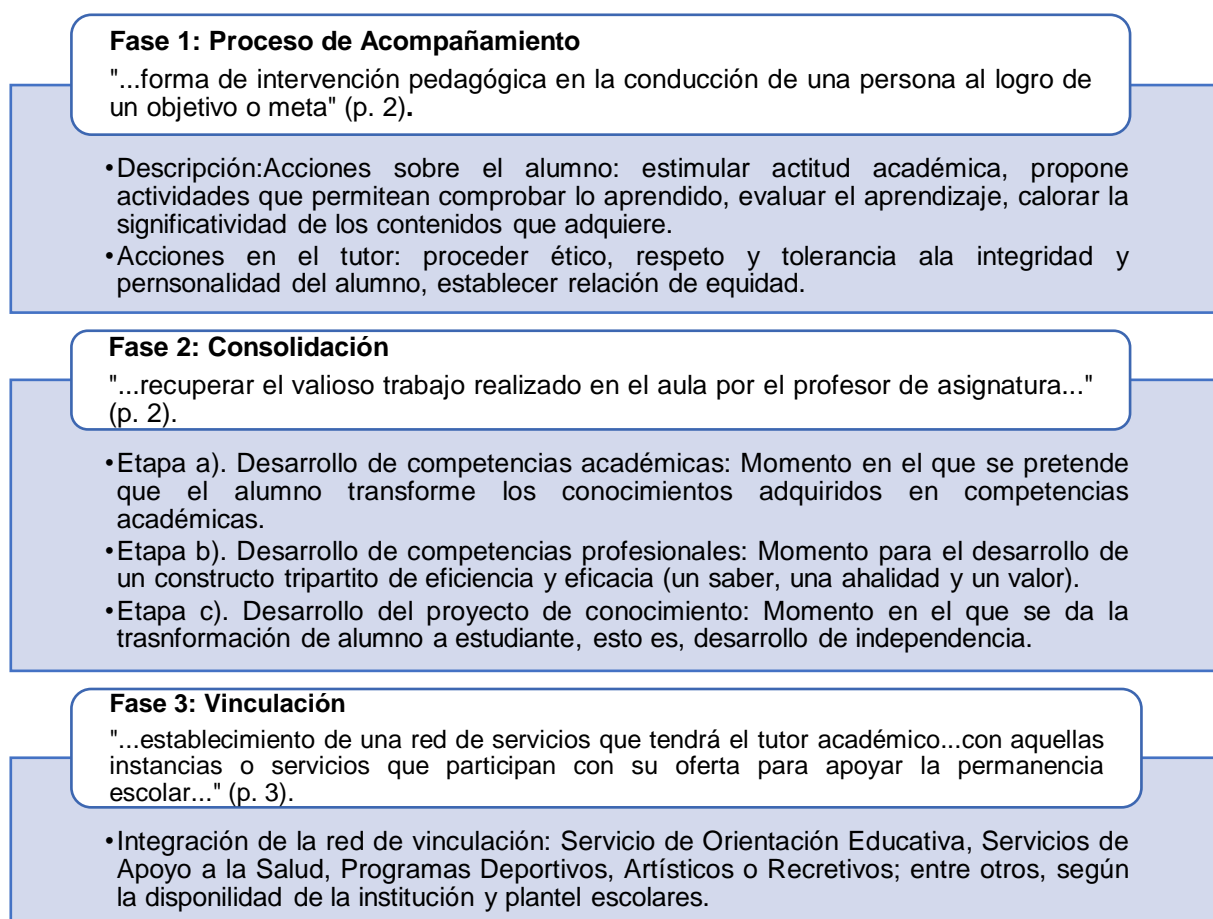 Fase 1: Proceso de Acompañamiento
"...forma de intervención pedagógica en la conducción de una persona al logro de
un objetivo o meta" (p. 2).
•Descripción:Acciones sobre el alumno: estimular actitud académica, propone
actividades que permitean comprobar lo aprendido, evaluar el aprendizaje, calorar la
significatividad de los contenidos que adquiere.
•Acciones en el tutor: proceder ético, respeto y tolerancia ala integridad y
pernsonalidad del alumno, establecer relación de equidad.
Fase 2: Consolidación
"...recuperar el valioso trabajo realizado en el aula por el profesor de asignatura..."
(p. 2).
•Etapa a). Desarrollo de competencias académicas: Momento en el que se pretende
que el alumno transforme los conocimientos adquiridos en competencias
académicas.
•Etapa b). Desarrollo de competencias profesionales: Momento para el desarrollo de
un constructo tripartito de eficiencia y eficacia (un saber, una ahalidad y un valor).
•Etapa c). Desarrollo del proyecto de conocimiento: Momento en el que se da la
trasnformación de alumno a estudiante, esto es, desarrollo de independencia.
Fase 3: Vinculación
"...establecimiento de una red de servicios que tendrá el tutor académico...con aquellas
instancias o servicios que participan con su oferta para apoyar la permanencia
escolar..." (p. 3).
•Integración de la red de vinculación: Servicio de Orientación Educativa, Servicios de
Apoyo a la Salud, Programas Deportivos, Artísticos o Recretivos; entre otros, según
la disponilidad de la institución y plantel escolares.